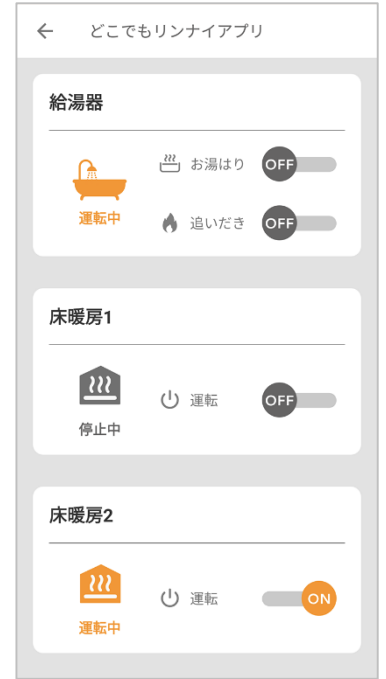 どこでもリンナイアプリ
給湯器
お湯はり OFF
運転中
追いだき OFF
床暖房1
運転 OFF
停止中
床暖房2
運転 ON
運転中